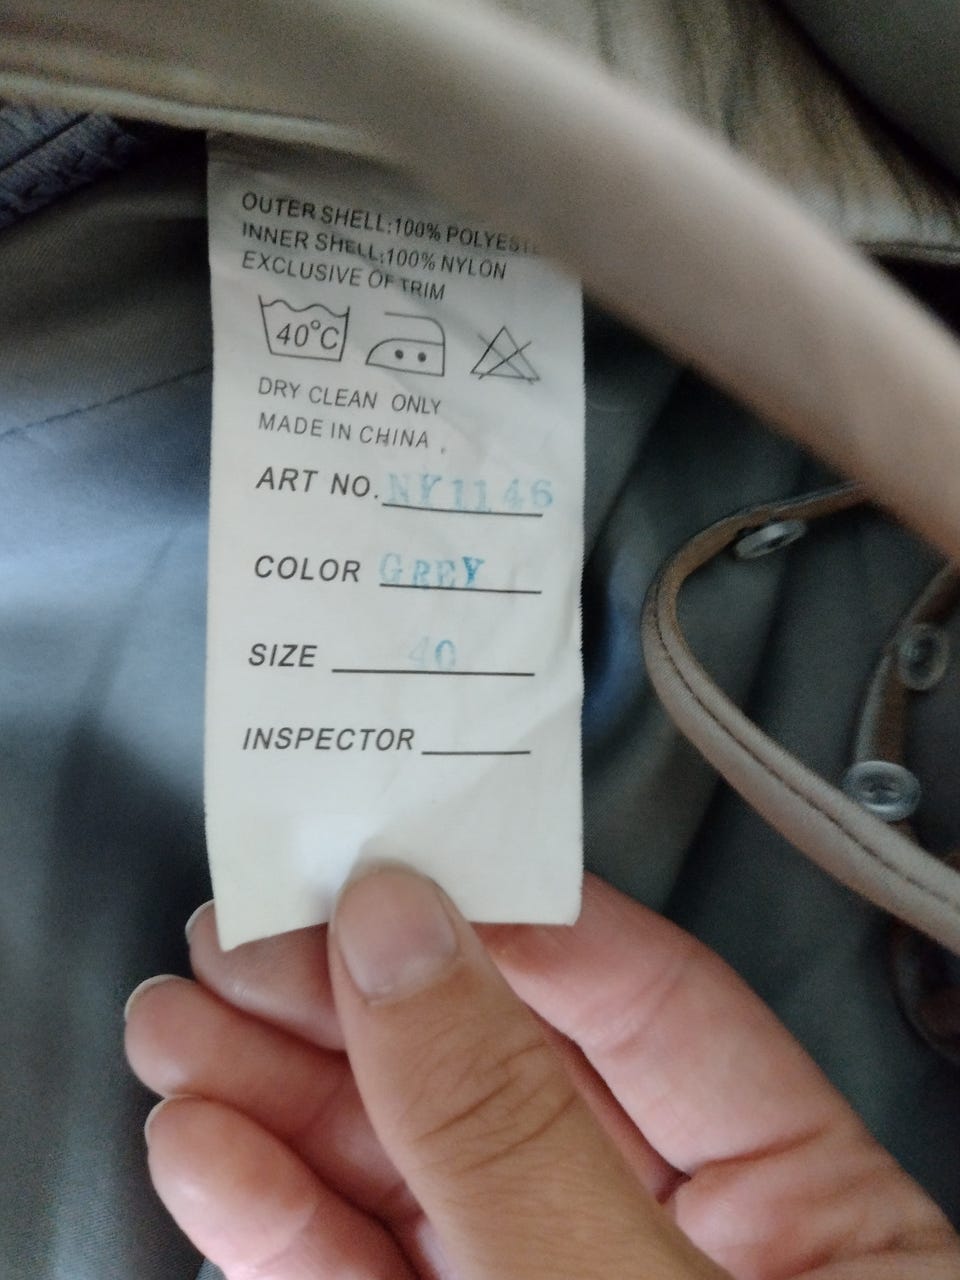 OUTER SHELL:100% POLYESTE
INNER SHELL:100% NYLON
EXCLUSIVE OF TRIM
40°C
DRY CLEAN ONLY
MADE IN CHINA
ART NO. NY1146
COLOR GREY
SIZE 40
INSPECTOR